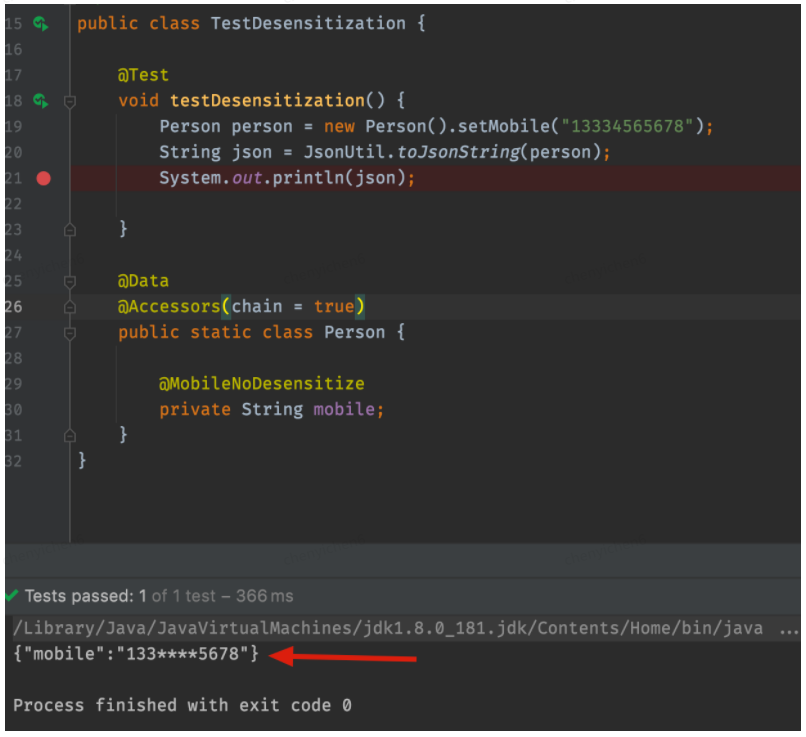 15 public class TestDesensitization {
16
17 @Test
18 void testDesensitization() {
19 Person person = new Person().setMobile("13334565678");
20 String json = JsonUtil.toJsonString(person);
21 System.out.println(json);
22
23 }
24
25 @Data
26 @Accessors(chain = true)
27 public static class Person {
28
29 @MobileNoDesensitize
30 private String mobile;
31 }
32 }
Tests passed: 1 of 1 test – 366 ms
/Library/Java/JavaVirtualMachines/jdk1.8.0_181.jdk/Contents/Home/bin/java ...
{"mobile":"133****5678"}
Process finished with exit code 0